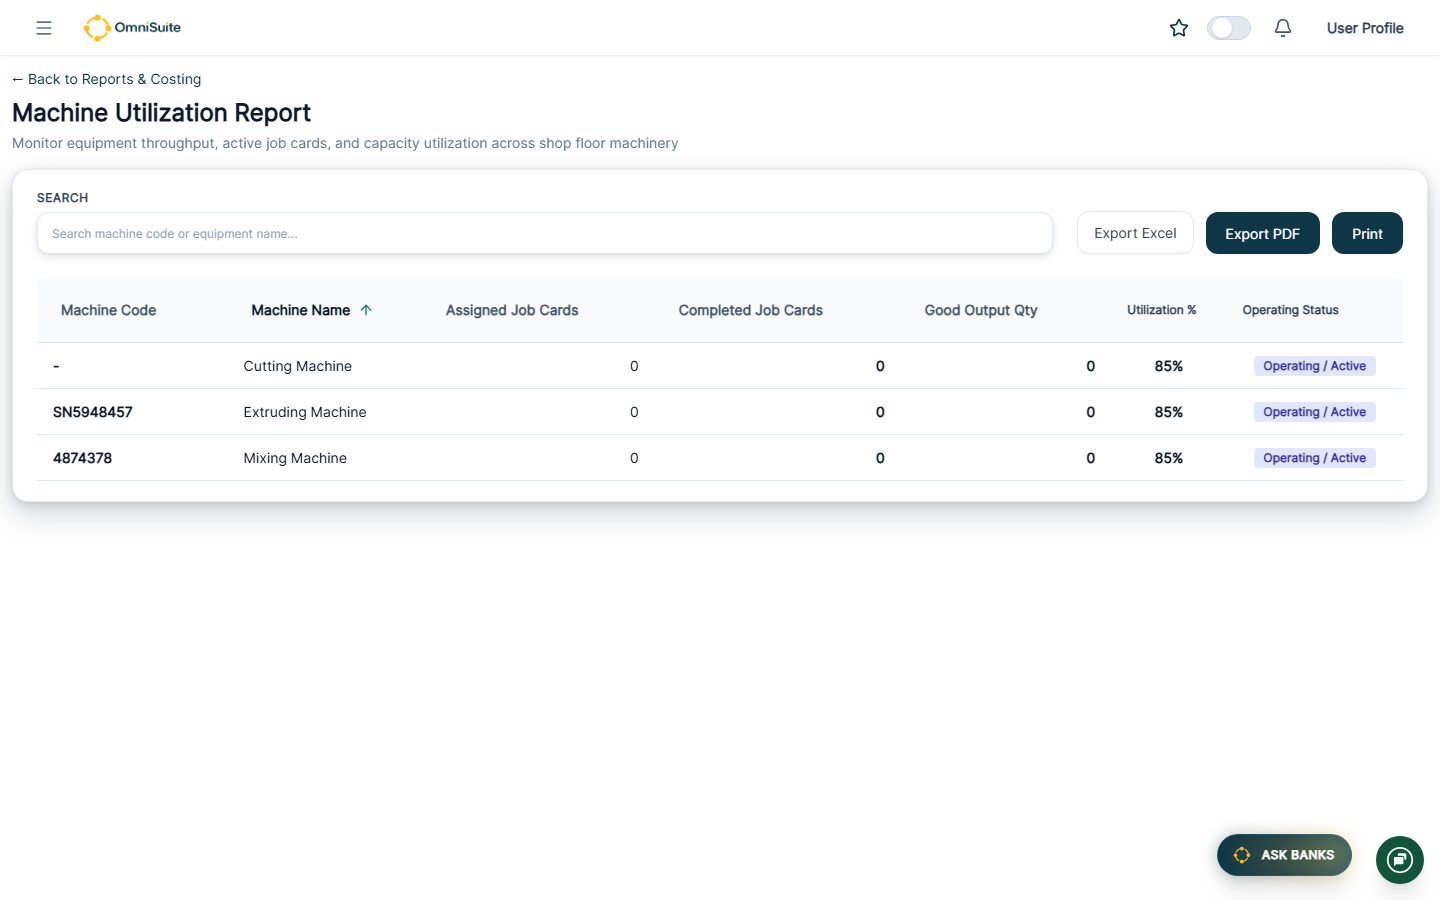 OmniSuite
User Profile
← Back to Reports & Costing
Machine Utilization Report
Monitor equipment throughput, active job cards, and capacity utilization across shop floor machinery
SEARCH
Search machine code or equipment name...
Export Excel
Export PDF
Print
Machine Code Machine Name ↑ Assigned Job Cards Completed Job Cards Good Output Qty Utilization % Operating Status
- Cutting Machine 0 0 0 85% Operating / Active
SN5948457 Extruding Machine 0 0 0 85% Operating / Active
4874378 Mixing Machine 0 0 0 85% Operating / Active
ASK BANKS